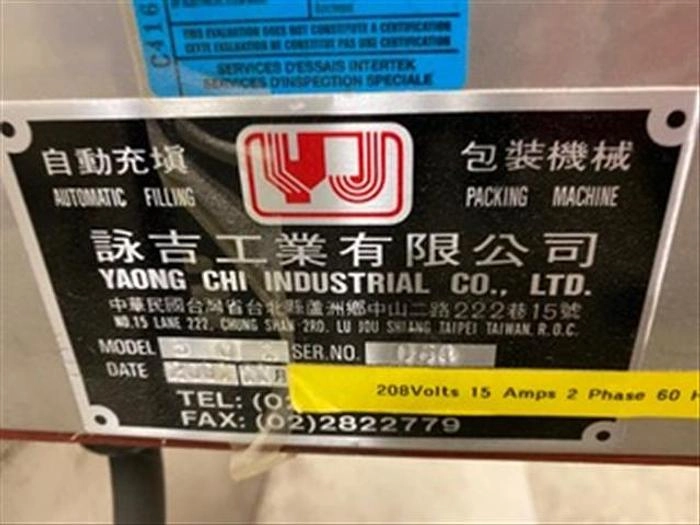 C416
THIS EVALUATION DOES NOT CONSTITUTE A CERTIFICATION
CETTE EVALUATION NE CONSTITUE PAS UNE CERTIFICATION
SERVICES D'ESSAIS INTERTEK
SERVICES D'INSPECTION SPECIALE
自動充填
AUTOMATIC FILLING
YJ
包裝機械
PACKING MACHINE
詠吉工業有限公司
YAONG CHI INDUSTRIAL CO., LTD.
中華民國台灣省台北縣蘆洲鄉中山二路222巷15號
NO.15 LANE 222, CHUNG SHAN 2RD. LU JOU SHIANG TAIPEI TAIWAN. R.O.C.
MODEL SER.NO.
DATE 月
208Volts 15 Amps 2 Phase 60 H
TEL: (0
FAX: (02)2822779